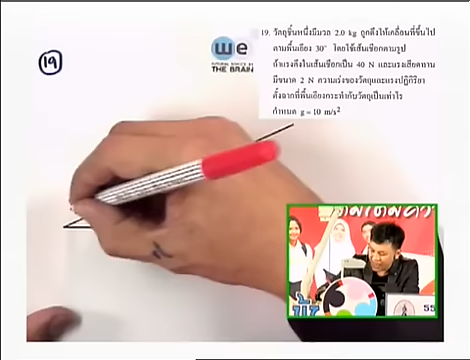 19. วัตถุชิ้นหนึ่งมีมวล 2.0 kg ถูกดึงให้เคลื่อนที่ขึ้นไป
ตามพื้นเอียง 30° โดยใช้เส้นเชือกตามรูป
ถ้าแรงดึงในเส้นเชือกเป็น 40 N และแรงเสียดทาน
มีขนาด 2 N ความเร่งของวัตถุและแรงปฏิกิริยา
ตั้งฉากที่พื้นเอียงกระทำกับวัตถุเป็นเท่าไร
กำหนด g = 10 m/s²
19
we
THE BRAIN